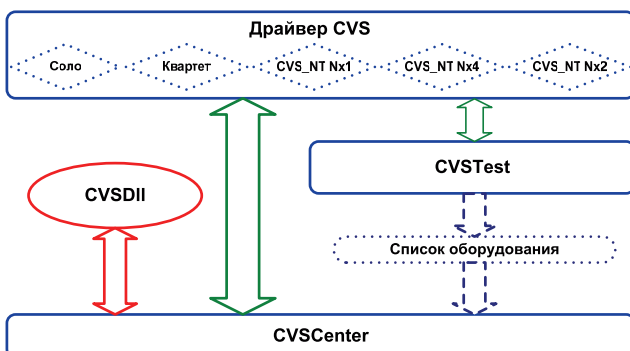 Драйвер CVS
Соло Квартет CVS_NT Nx1 CVS_NT Nx4 CVS_NT Nx2
CVSTest
CVSDll
Список оборудования
CVSCenter